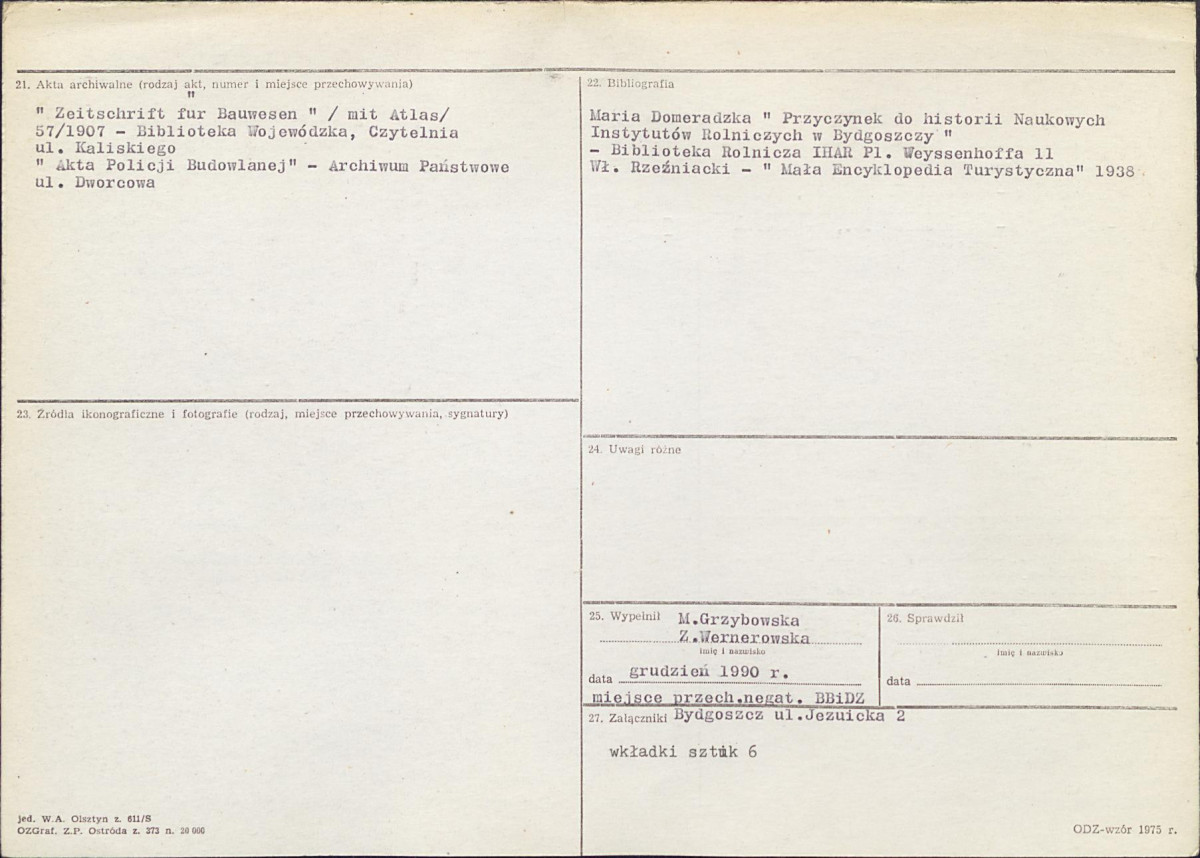 21. Akta archiwalne (rodzaj akt, numer i miejsce przechowywania)
"
" Zeitschrift fur Bauwesen " / mit Atlas/
57/1907 - Biblioteka Wojewódzka, Czytelnia
ul. Kaliskiego
" Akta Policji Budowlanej" - Archiwum Państwowe
ul. Dworcowa
22. Bibliografia
Maria Domeradzka " Przyczynek do historii Naukowych
Instytutów Rolniczych w Bydgoszczy "
- Biblioteka Rolnicza IHAR Pl. Weyssenhoffa 11
Wł. Rzeźniacki - " Mała Encyklopedia Turystyczna" 1938
23. Źródła ikonograficzne i fotografie (rodzaj, miejsce przechowywania, sygnatury)
24. Uwagi różne
25. Wypełnił M.Grzybowska
Z.Wernerowska
imię i nazwisko
data grudzień 1990 r.
miejsce przech.negat. BBiDZ
26. Sprawdził
imię i nazwisko
data
27. Załączniki Bydgoszcz ul.Jezuicka 2
wkładki sztuk 6
jed. W.A. Olsztyn z. 611/S
OZGraf. Z.P. Ostróda z. 373 n. 20 000
ODZ-wzór 1975 r.